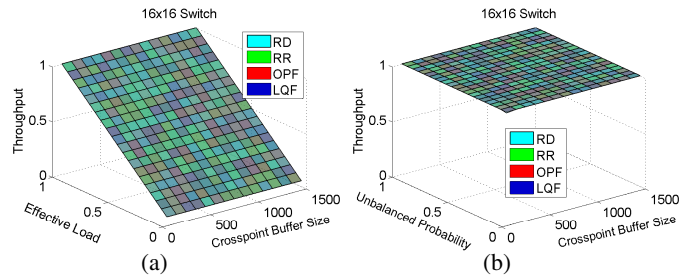 16x16 Switch
RD
RR
OPF
LQF
Throughput
1
0.5
0
1
0.5
0
0
500
1000
1500
Effective Load
Crosspoint Buffer Size
(a)
16x16 Switch
RD
RR
OPF
LQF
Throughput
1
0.5
0
1
0.5
0
0
500
1000
1500
Unbalanced Probability
Crosspoint Buffer Size
(b)